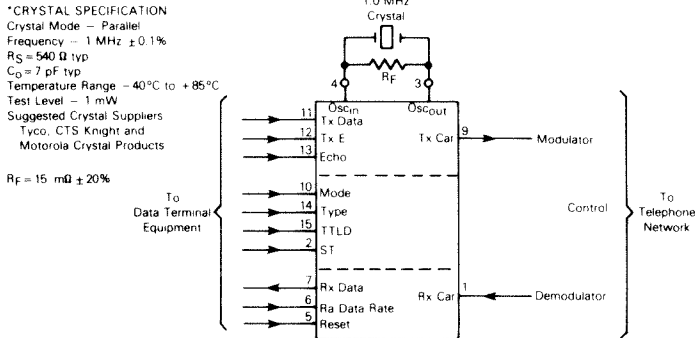 *CRYSTAL SPECIFICATION
Crystal Mode – Parallel
Frequency – 1 MHz ± 0.1%
RS = 540 Ω typ
Co = 7 pF typ
Temperature Range – 40°C to + 85°C
Test Level – 1 mW
Suggested Crystal Suppliers
Tyco, CTS Knight and
Motorola Crystal Products
RF = 15 mΩ ± 20%
1.0 MHz
Crystal
RF
4
3
Oscin
Oscout
11
Tx Data
12
Tx E
13
Echo
Tx Car
9
Modulator
10
Mode
14
Type
15
TTLD
2
ST
To
Data Terminal
Equipment
Control
To
Telephone
Network
7
Rx Data
6
Ra Data Rate
5
Reset
Rx Car
1
Demodulator